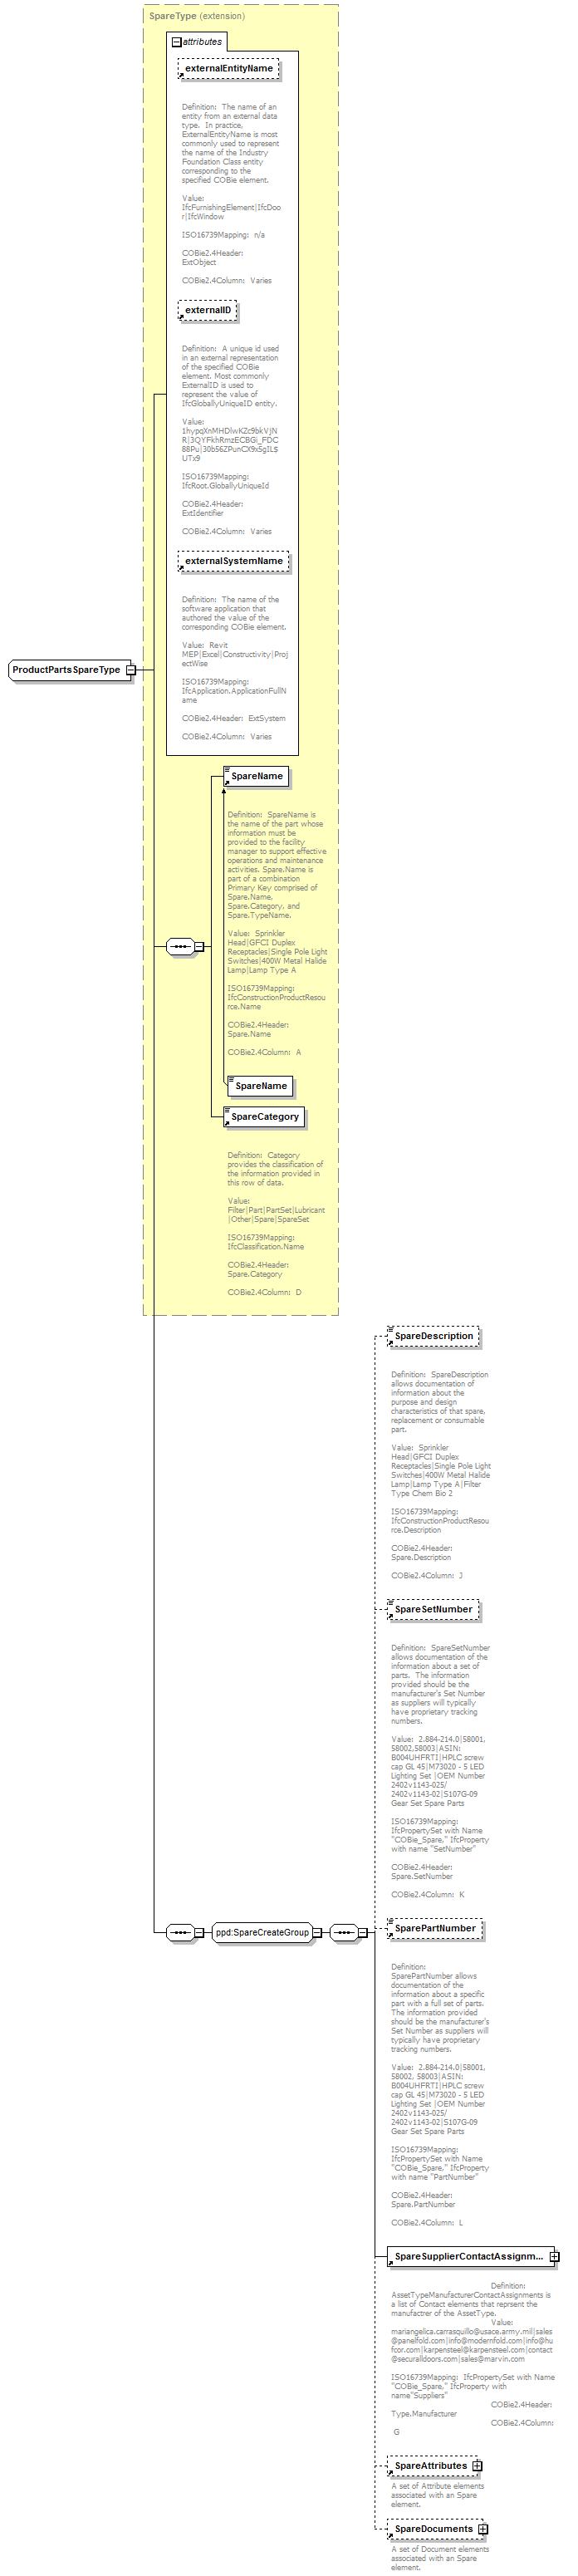 SpareType (extension)
attributes
externalEntityName
Definition:  The name of an
entity from an external data
type.  In practice,
ExternalEntityName is most
commonly used to represent
the name of the Industry
Foundation Class entity
corresponding to the
specified COBie element.
Value:
IfcFurnishingElement|IfcDoo
r|IfcWindow
ISO16739Mapping:  n/a
COBie2.4Header:
ExtObject
COBie2.4Column:  Varies
externalID
Definition:  A unique id used
in an external representation
of the specified COBie
element. Most commonly
ExternalID is used to
represent the value of
IfcGloballyUniqueID entity.
Value:
1hypqXnMHDlwKZc9bkVjN
R|3QYFkhRmzECBGi_FDC
88Pu|30b56ZPunCX9xSgIL$
UTx9
ISO16739Mapping:
IfcRoot.GloballyUniqueId
COBie2.4Header:
ExtIdentifier
COBie2.4Column:  Varies
externalSystemName
Definition:  The name of the
software application that
authored the value of the
corresponding COBie element.
Value:  Revit
MEP|Excel|Constructivity|Proj
ectWise
ISO16739Mapping:
IfcApplication.ApplicationFullN
ame
COBie2.4Header:  ExtSystem
COBie2.4Column:  Varies
ProductPartsSpareType
SpareName
Definition:  SpareName is
the name of the part whose
information must be
provided to the facility
manager to support effective
operations and maintenance
activities. Spare.Name is
part of a combination
Primary Key comprised of
Spare.Name,
Spare.Category, and
Spare.TypeName.
Value:  Sprinkler
Head|GFCI Duplex
Receptacles|Single Pole Light
Switches|400W Metal Halide
Lamp|Lamp Type A
ISO16739Mapping:
IfcConstructionProductResou
rce.Name
COBie2.4Header:
Spare.Name
COBie2.4Column:  A
SpareName
SpareCategory
Definition:  Category
provides the classification of
the information provided in
this row of data.
Value:
Filter|Part|PartSet|Lubricant
|Other|Spare|SpareSet
ISO16739Mapping:
IfcClassification.Name
COBie2.4Header:
Spare.Category
COBie2.4Column:  D
SpareDescription
Definition:  SpareDescription
allows documentation of
information about the
purpose and design
characteristics of that spare,
replacement or consumable
part.
Value:  Sprinkler
Head|GFCI Duplex
Receptacles|Single Pole Light
Switches|400W Metal Halide
Lamp|Lamp Type A|Filter
Type Chem Bio 2
ISO16739Mapping:
IfcConstructionProductResou
rce.Description
COBie2.4Header:
Spare.Description
COBie2.4Column:  J
SpareSetNumber
Definition:  SpareSetNumber
allows documentation of the
information about a set of
parts.  The information
provided should be the
manufacturer's Set Number
as suppliers will typically
have proprietary tracking
numbers.
Value:  2.884-214.0|58001,
58002,58003|ASIN:
B004UHFRTI|HPLC screw
cap GL 45|M73020 - 5 LED
Lighting Set |OEM Number
2402v1143-025/
2402v1143-02|S107G-09
Gear Set Spare Parts
ISO16739Mapping:
IfcPropertySet with Name
"COBie_Spare," IfcProperty
with name "SetNumber"
COBie2.4Header:
Spare.SetNumber
COBie2.4Column:  K
ppd:SpareCreateGroup
SparePartNumber
Definition:
SparePartNumber allows
documentation of the
information about a specific
part with a full set of parts.
The information provided
should be the manufacturer's
Set Number as suppliers will
typically have proprietary
tracking numbers.
Value:  2.884-214.0|58001,
58002, 58003|ASIN:
B004UHFRTI|HPLC screw
cap GL 45|M73020 - 5 LED
Lighting Set |OEM Number
2402v1143-025/
2402v1143-02|S107G-09
Gear Set Spare Parts
ISO16739Mapping:
IfcPropertySet with Name
"COBie_Spare," IfcProperty
with name "PartNumber"
COBie2.4Header:
Spare.PartNumber
COBie2.4Column:  L
SpareSupplierContactAssignm...
Definition:
AssetTypeManufacturerContactAssignments is
a list of Contact elements that reprsent the
manufactrer of the AssetType.
Value:
mariangelica.carrasquillo@usace.army.mil|sales
@panelfold.com|info@modernfold.com|info@hu
fcor.com|karpensteel@karpensteel.com|contact
@securalldoors.com|sales@marvin.com
ISO16739Mapping:  IfcPropertySet with Name
"COBie_Spare," IfcProperty with
name"Suppliers"
COBie2.4Header:
Type.Manufacturer
COBie2.4Column:
G
SpareAttributes
A set of Attribute elements
associated with an Spare
element.
SpareDocuments
A set of Document elements
associated with an Spare
element.